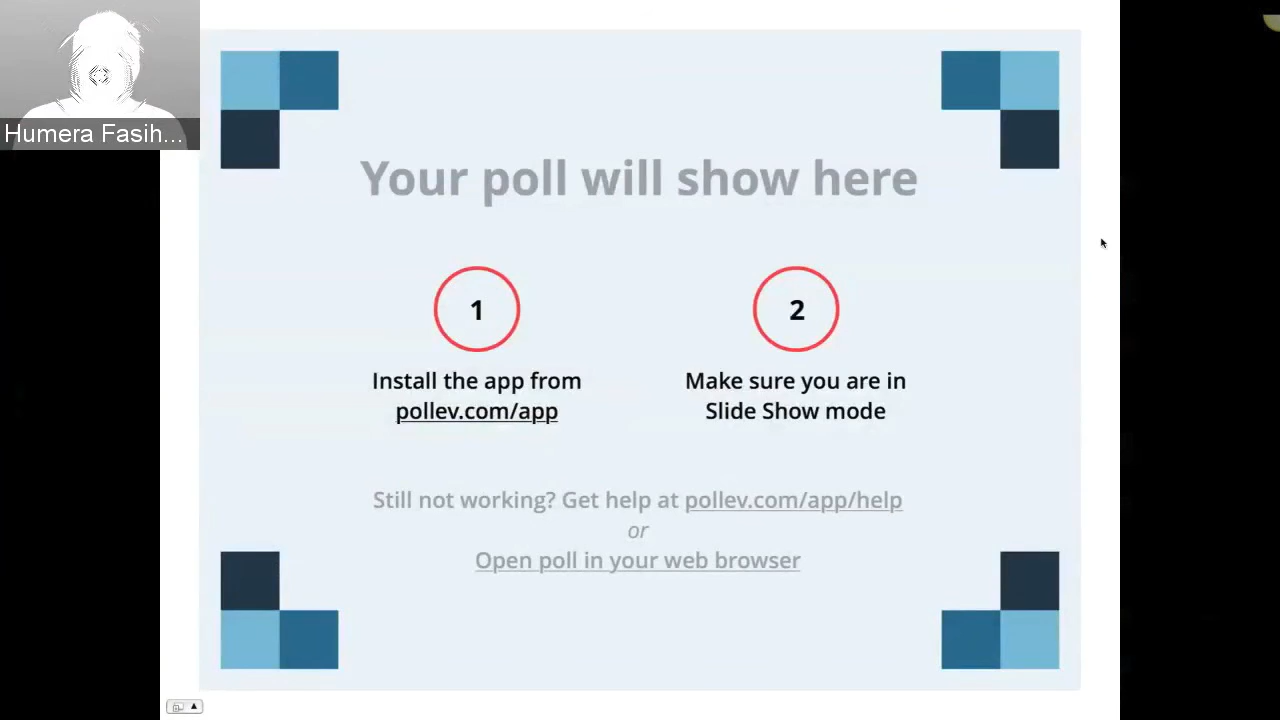 Humera Fasih...
Your poll will show here
1
2
Install the app from
pollev.com/app
Make sure you are in
Slide Show mode
Still not working? Get help at pollev.com/app/help
or
Open poll in your web browser